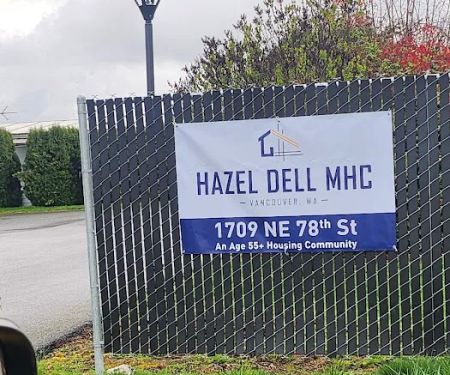 HAZEL DELL MHC
— VANCOUVER, WA —
1709 NE 78th St
An Age 55+ Housing Community